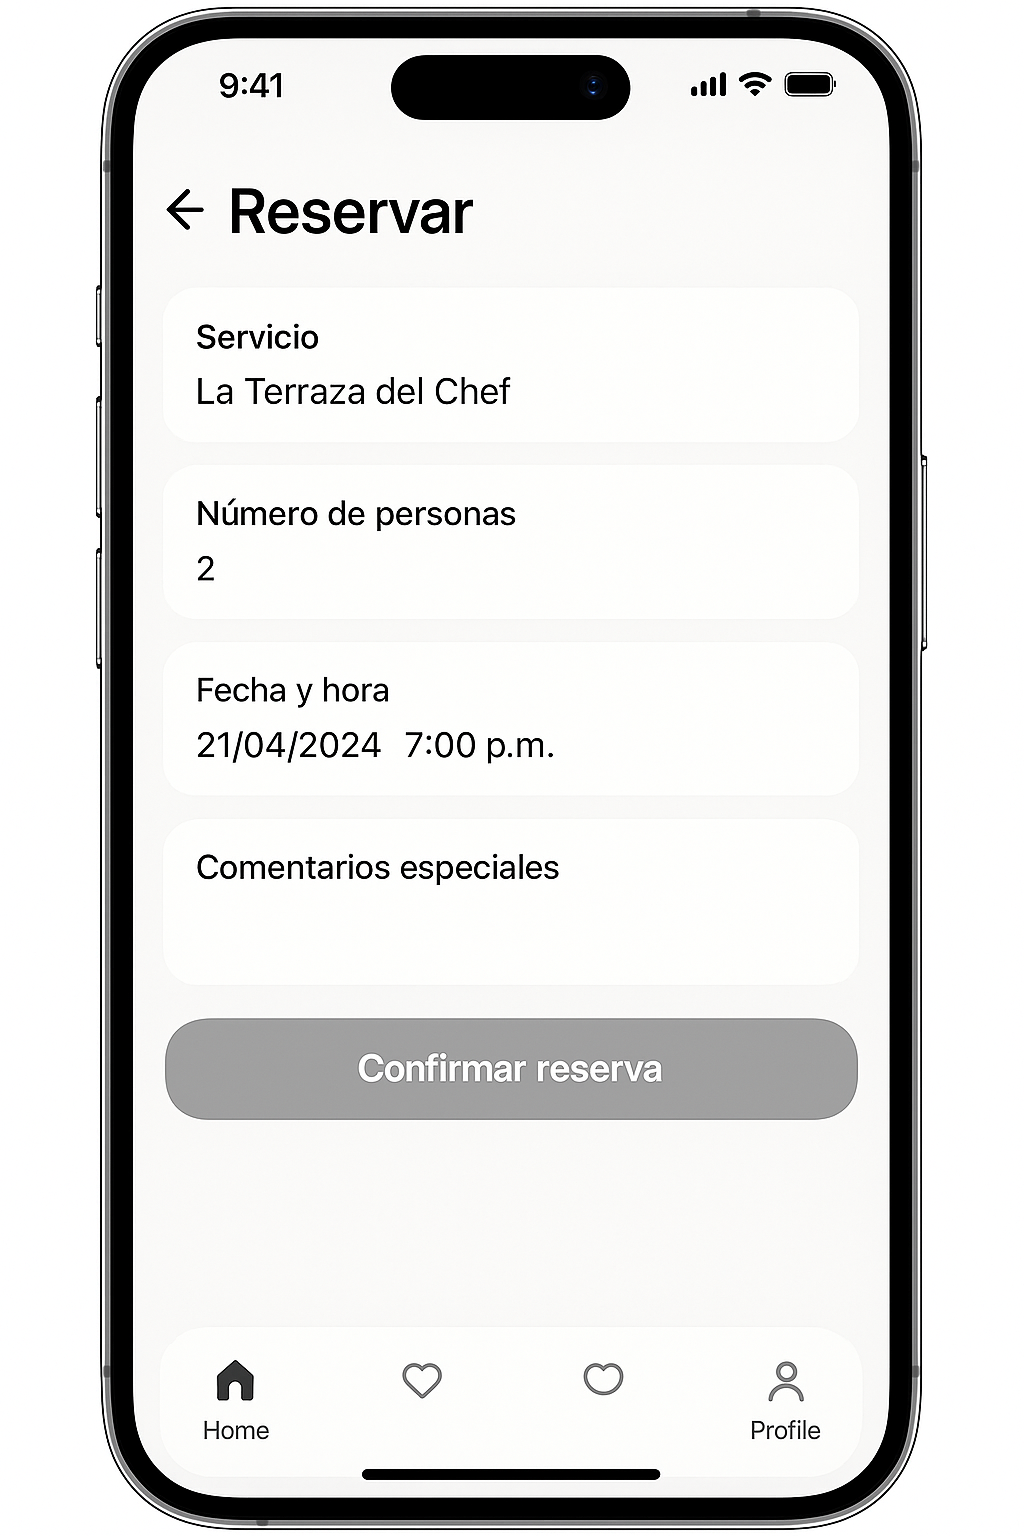 9:41
Reservar
Servicio
La Terraza del Chef
Número de personas
2
Fecha y hora
21/04/2024 7:00 p.m.
Comentarios especiales
Confirmar reserva
Home
Profile